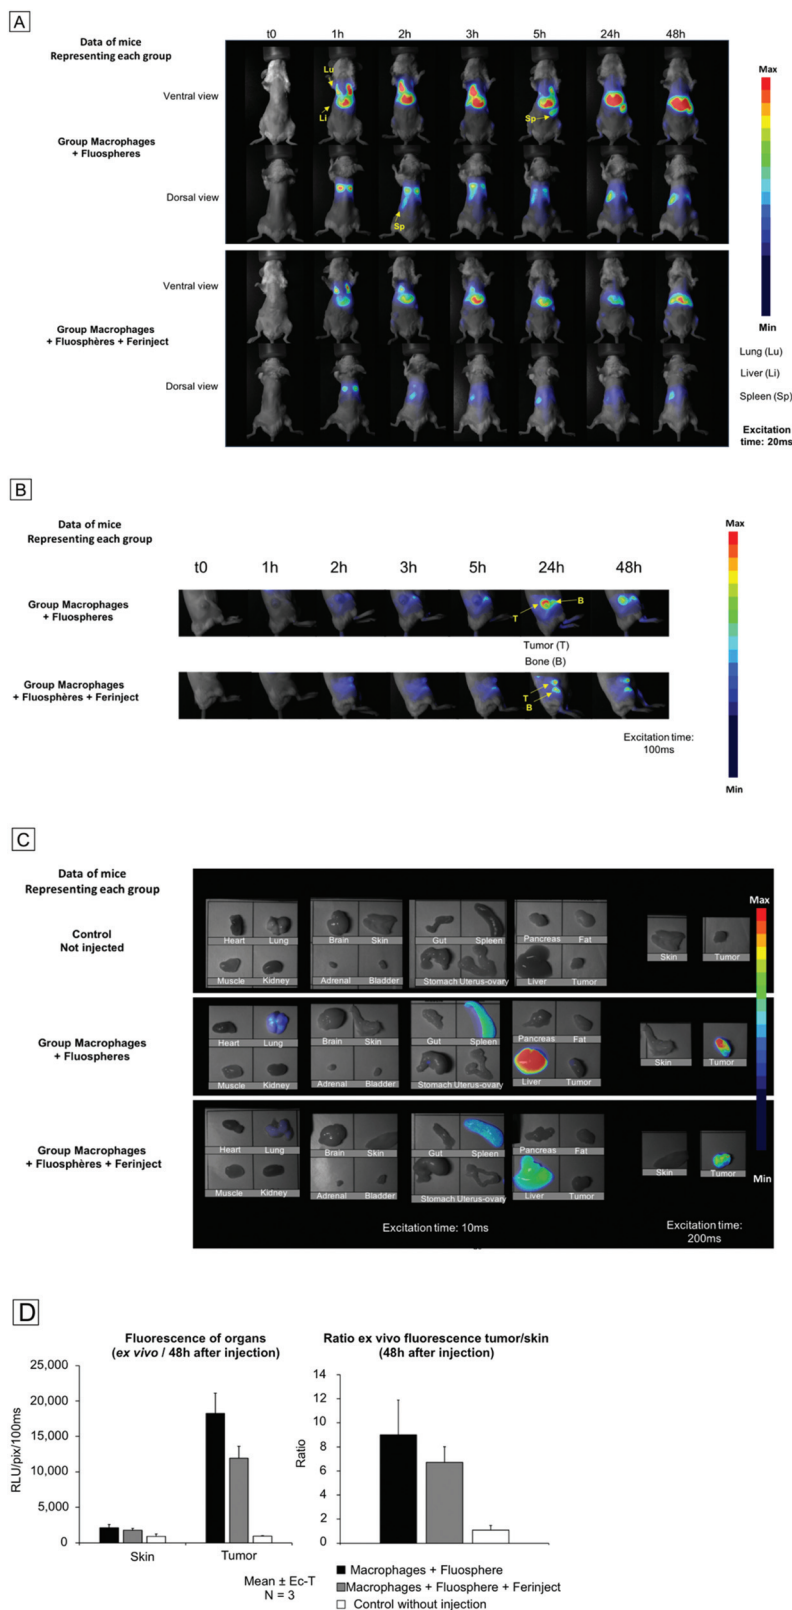 A
Data of mice
Representing each group
t0 1h 2h 3h 5h 24h 48h
Max
Ventral view
Lu
Li
Sp
Group Macrophages
+ Fluospheres
Dorsal view
Sp
Ventral view
Min
Group Macrophages
+ Fluosphères + Ferinject
Lung (Lu)
Liver (Li)
Dorsal view
Spleen (Sp)
Excitation
time: 20ms
B
Data of mice
Representing each group
Max
t0 1h 2h 3h 5h 24h 48h
Group Macrophages
+ Fluospheres
B
T
Tumor (T)
Bone (B)
Group Macrophages
+ Fluosphères + Ferinject
T
B
Excitation time:
100ms
Min
C
Data of mice
Representing each group
Max
Control
Not injected
Heart Lung Brain Skin Gut Spleen Pancreas Fat
Skin Tumor
Muscle Kidney Adrenal Bladder Stomach Uterus-ovary Liver Tumor
Group Macrophages
+ Fluospheres
Heart Lung Brain Skin Gut Spleen Pancreas Fat
Skin Tumor
Muscle Kidney Adrenal Bladder Stomach Uterus-ovary Liver Tumor
Group Macrophages
+ Fluosphères + Ferinject
Heart Lung Brain Skin Gut Spleen Pancreas Fat
Skin Tumor
Min
Muscle Kidney Adrenal Bladder Stomach Uterus-ovary Liver Tumor
Excitation time: 10ms
Excitation time:
200ms
D
Fluorescence of organs
(ex vivo / 48h after injection)
RLU/pix/100ms
25,000
20,000
15,000
10,000
5,000
0
Skin Tumor
Mean ± Ec-T
N = 3
Ratio ex vivo fluorescence tumor/skin
(48h after injection)
Ratio
14
12
10
8
6
4
2
0
Macrophages + Fluosphere
Macrophages + Fluosphere + Ferinject
Control without injection